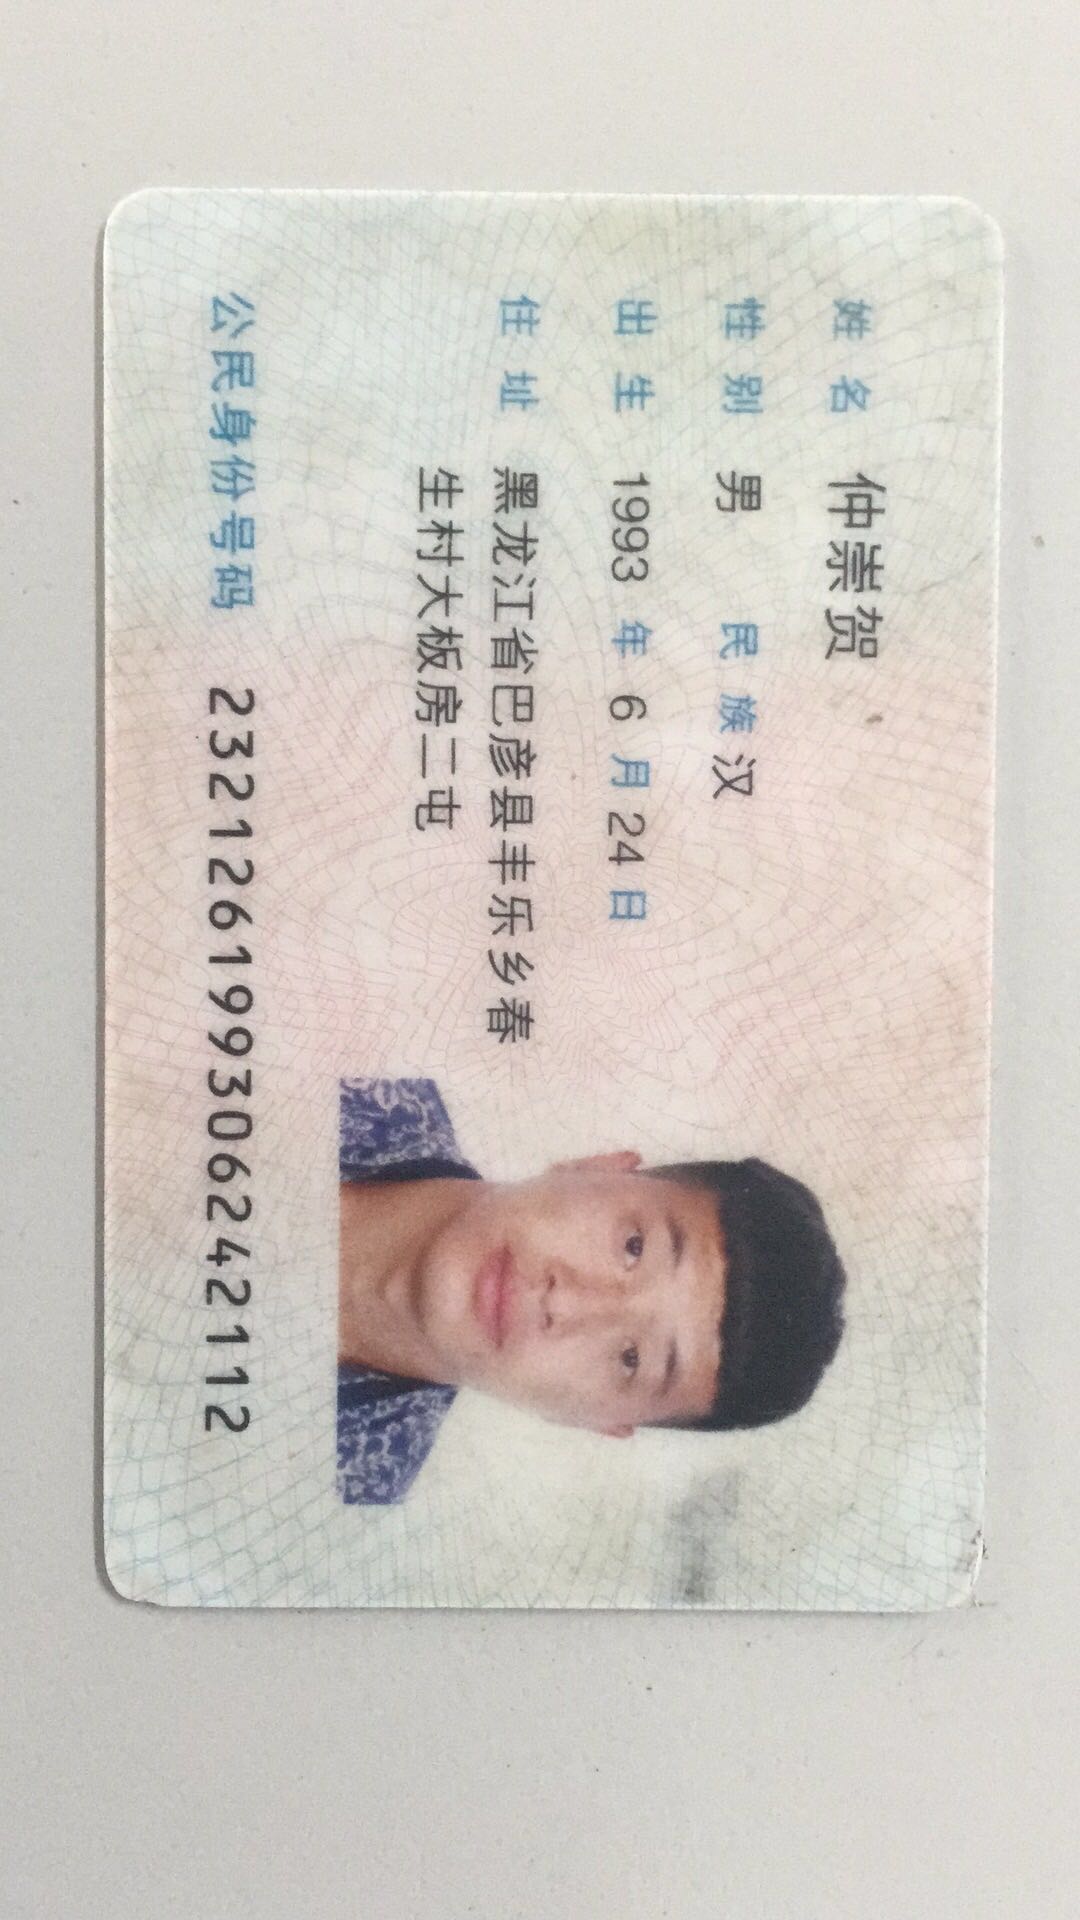 姓名 仲崇贺
性别 男 民族 汉
出生 1993 年 6 月 24 日
住址 黑龙江省巴彦县丰乐乡春
生村大板房二屯
公民身份号码 232126199306242112